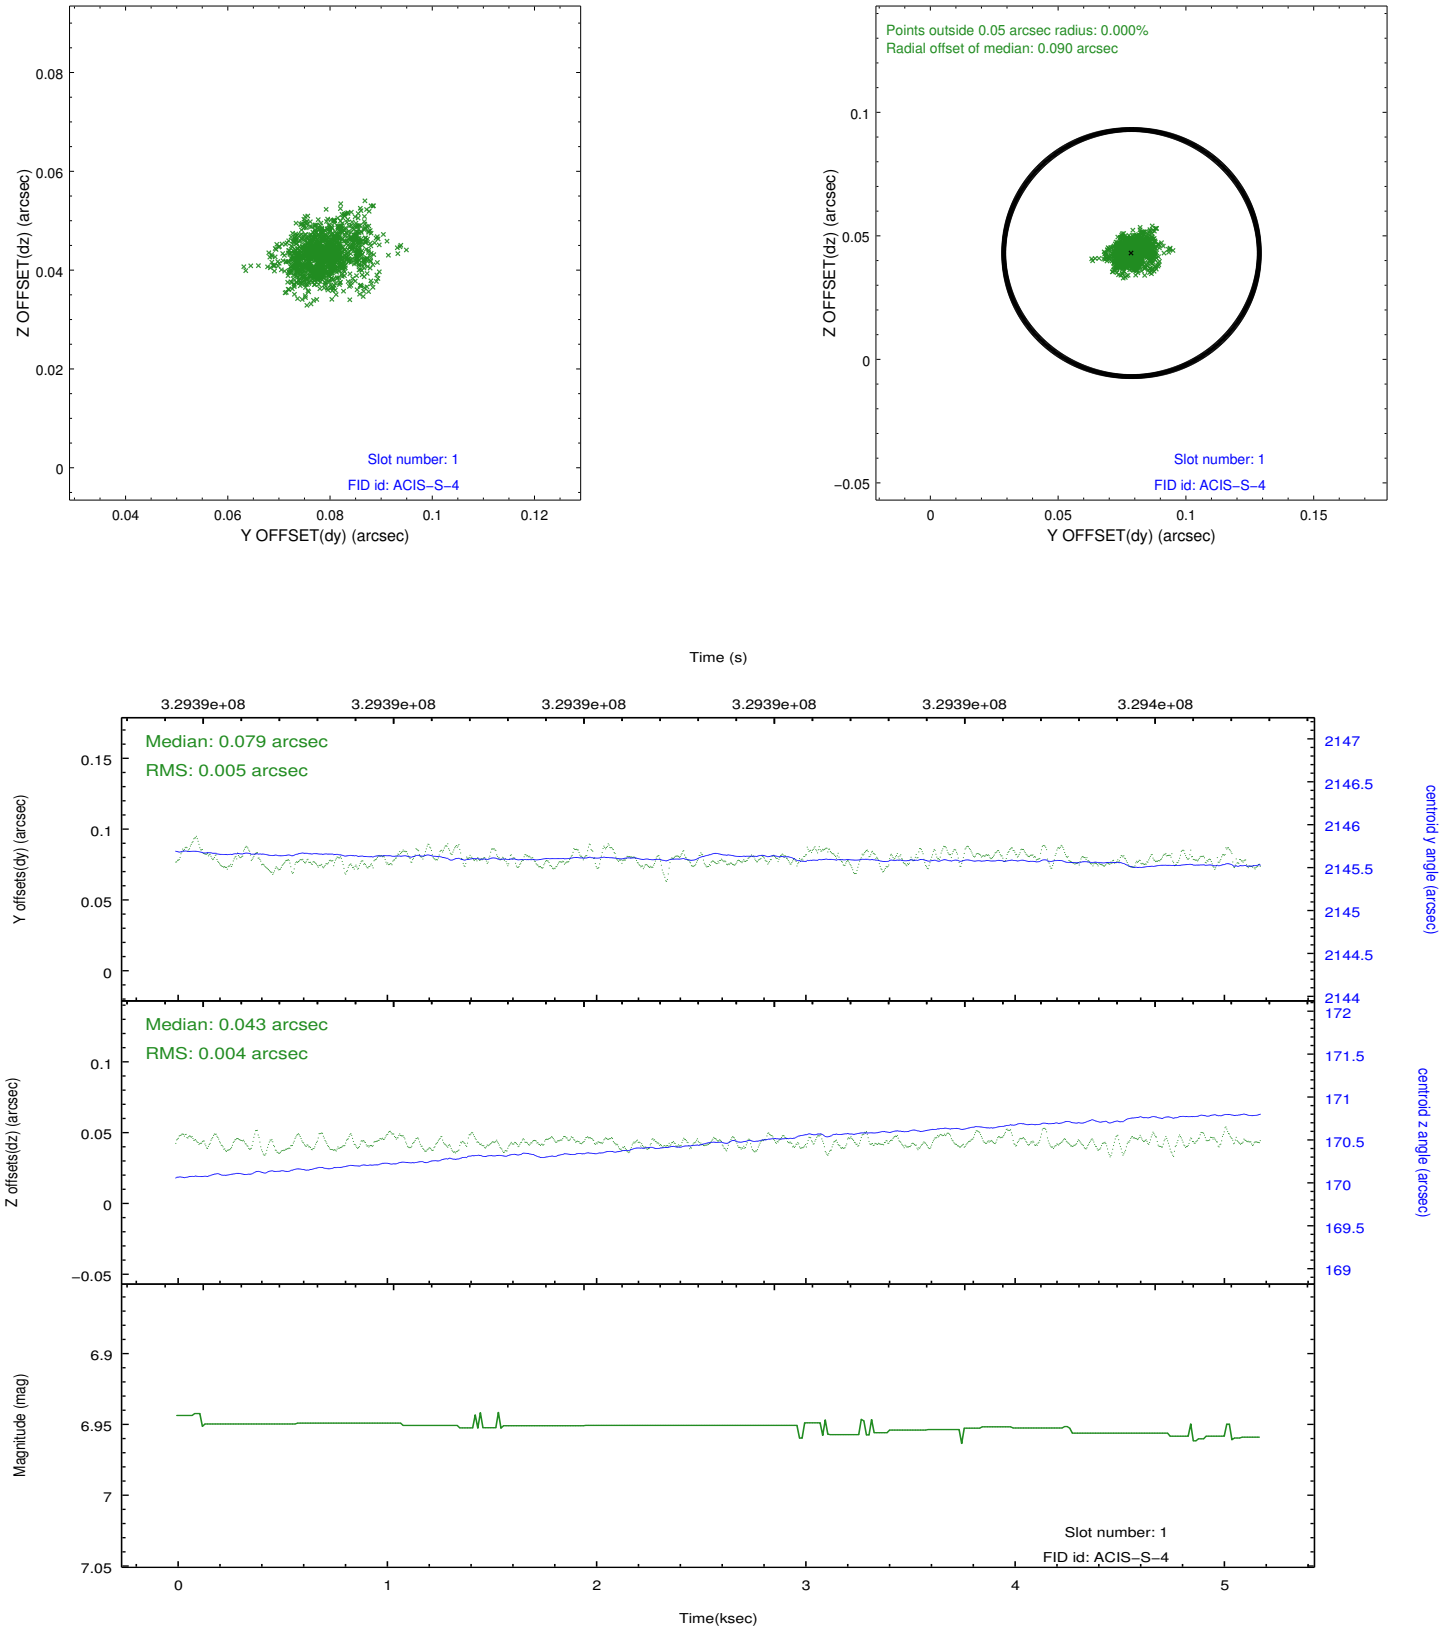 0.08
0.06
0.04
0.02
0
Z OFFSET(dz) (arcsec)
Slot number: 1
FID id: ACIS−S−4
0.04 0.06 0.08 0.1 0.12
Y OFFSET(dy) (arcsec)
Points outside 0.05 arcsec radius: 0.000%
Radial offset of median: 0.090 arcsec
0.1
0.05
0
−0.05
Z OFFSET(dz) (arcsec)
Slot number: 1
FID id: ACIS−S−4
0 0.05 0.1 0.15
Y OFFSET(dy) (arcsec)
Time (s)
3.2939e+08 3.2939e+08 3.2939e+08 3.2939e+08 3.2939e+08 3.294e+08
Median: 0.079 arcsec
RMS: 0.005 arcsec
0.15
0.1
0.05
0
Y offsets(dy) (arcsec)
2147
2146.5
2146
2145.5
2145
2144.5
2144
centroid y angle (arcsec)
Median: 0.043 arcsec
RMS: 0.004 arcsec
0.1
0.05
0
−0.05
Z offsets(dz) (arcsec)
172
171.5
171
170.5
170
169.5
169
centroid z angle (arcsec)
6.9
6.95
7
7.05
Magnitude (mag)
Slot number: 1
FID id: ACIS−S−4
0 1 2 3 4 5
Time(ksec)